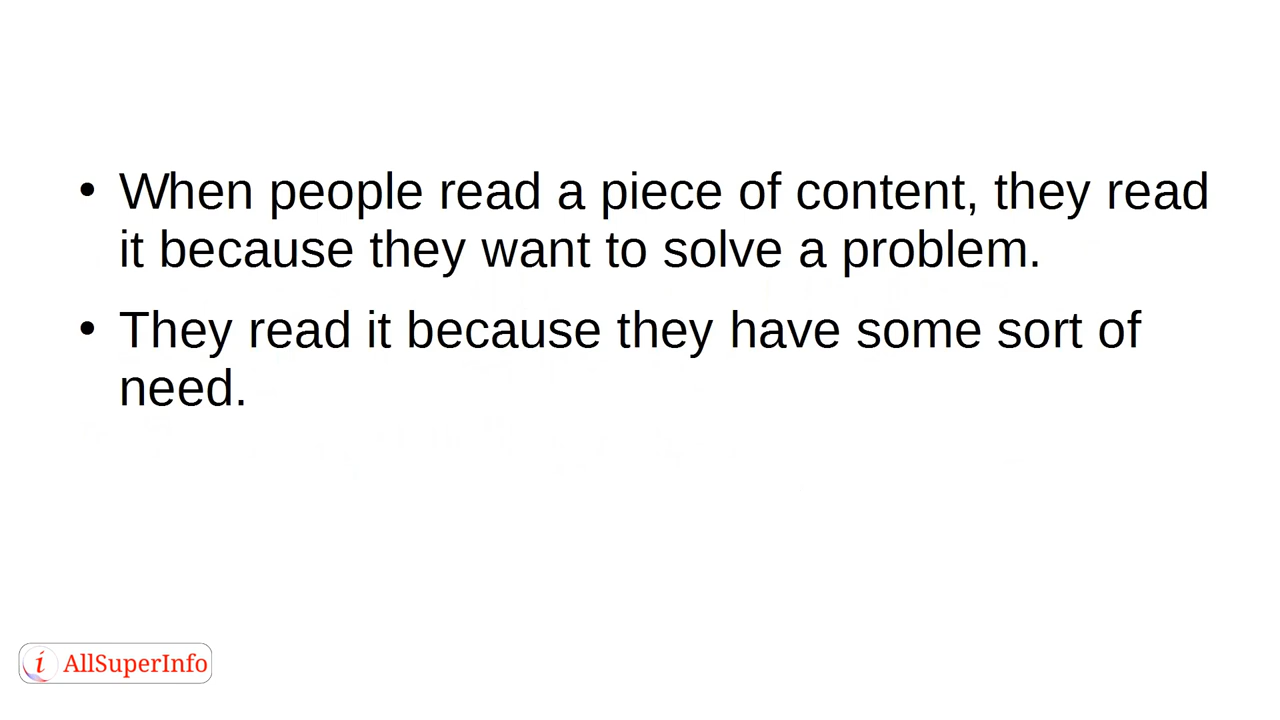 • When people read a piece of content, they read
it because they want to solve a problem.
• They read it because they have some sort of
need.
i AllSuperInfo